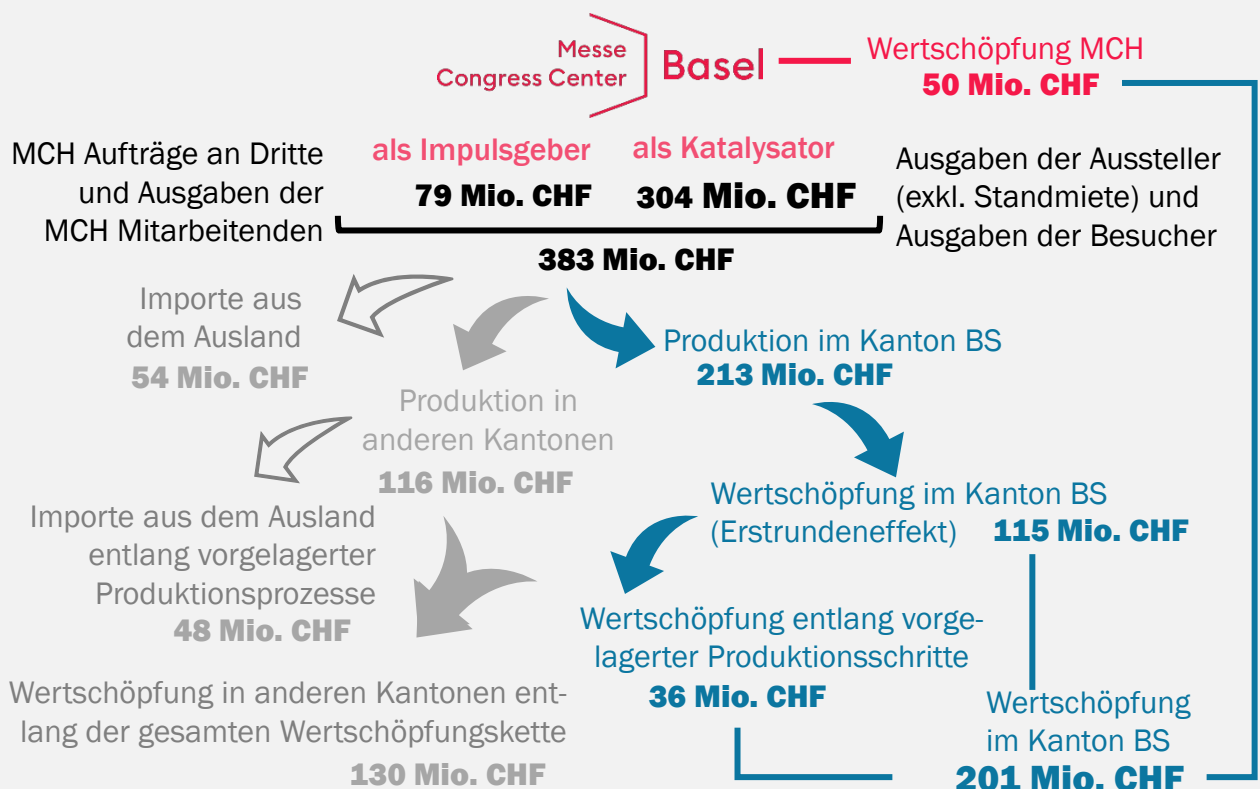 Messe
Congress Center
Basel
Wertschöpfung MCH
50 Mio. CHF
MCH Aufträge an Dritte
und Ausgaben der
MCH Mitarbeitenden
als Impulsgeber
79 Mio. CHF
als Katalysator
304 Mio. CHF
Ausgaben der Aussteller
(exkl. Standmiete) und
Ausgaben der Besucher
383 Mio. CHF
Importe aus
dem Ausland
54 Mio. CHF
Produktion im Kanton BS
213 Mio. CHF
Produktion in
anderen Kantonen
116 Mio. CHF
Wertschöpfung im Kanton BS
(Erstrundeneffekt) 115 Mio. CHF
Importe aus dem Ausland
entlang vorgelagerter
Produktionsprozesse
48 Mio. CHF
Wertschöpfung entlang vorge-
lagerter Produktionsschritte
36 Mio. CHF
Wertschöpfung in anderen Kantonen ent-
lang der gesamten Wertschöpfungskette
130 Mio. CHF
Wertschöpfung
im Kanton BS
201 Mio. CHF